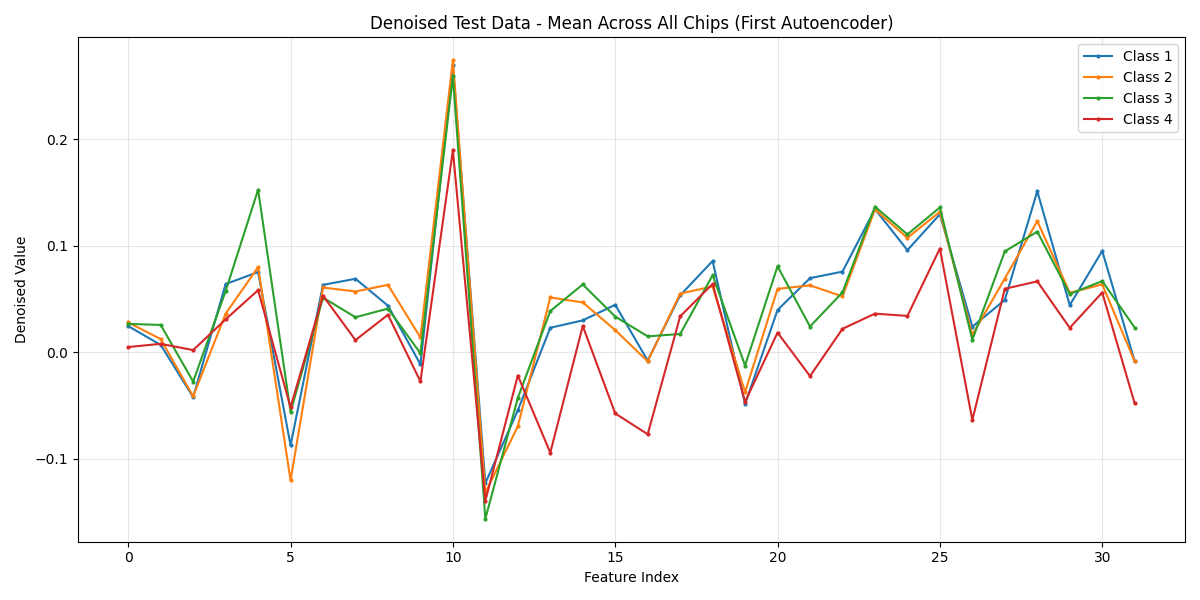 Denoised Test Data - Mean Across All Chips (First Autoencoder)
Class 1
Class 2
Class 3
Class 4
Denoised Value
0.2
0.1
0.0
−0.1
0 5 10 15 20 25 30
Feature Index